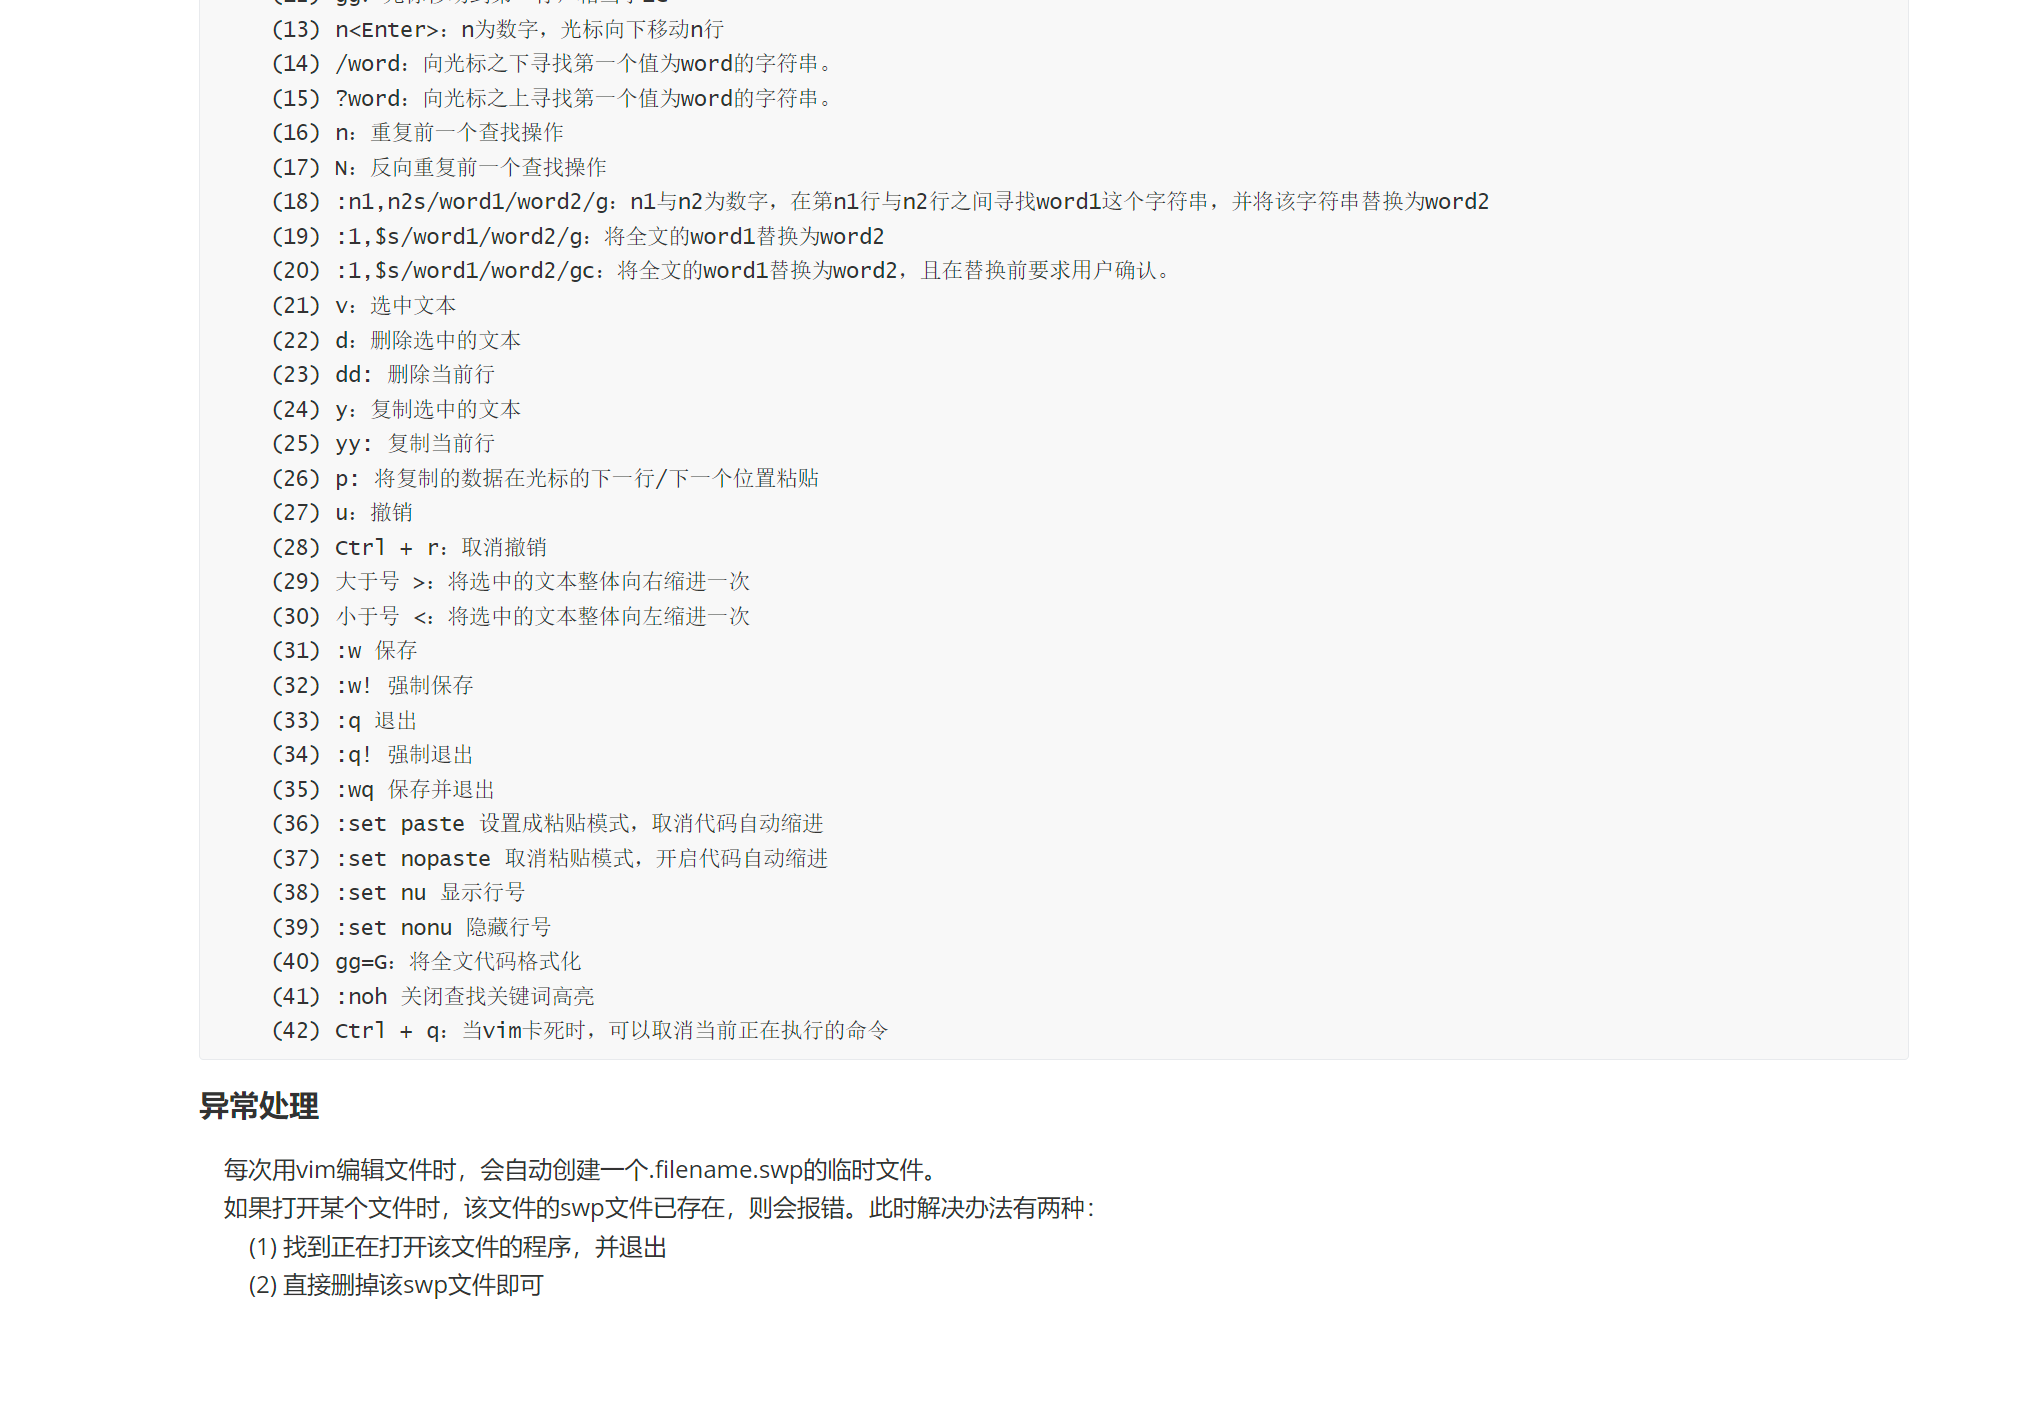 (13) n<Enter>：n为数字，光标向下移动n行
(14) /word：向光标之下寻找第一个值为word的字符串。
(15) ?word：向光标之上寻找第一个值为word的字符串。
(16) n：重复前一个查找操作
(17) N：反向重复前一个查找操作
(18) :n1,n2s/word1/word2/g：n1与n2为数字，在第n1行与n2行之间寻找word1这个字符串，并将该字符串替换为word2
(19) :1,$s/word1/word2/g：将全文的word1替换为word2
(20) :1,$s/word1/word2/gc：将全文的word1替换为word2，且在替换前要求用户确认。
(21) v：选中文本
(22) d：删除选中的文本
(23) dd: 删除当前行
(24) y：复制选中的文本
(25) yy: 复制当前行
(26) p: 将复制的数据在光标的下一行/下一个位置粘贴
(27) u：撤销
(28) Ctrl + r：取消撤销
(29) 大于号 >：将选中的文本整体向右缩进一次
(30) 小于号 <：将选中的文本整体向左缩进一次
(31) :w 保存
(32) :w! 强制保存
(33) :q 退出
(34) :q! 强制退出
(35) :wq 保存并退出
(36) :set paste 设置成粘贴模式，取消代码自动缩进
(37) :set nopaste 取消粘贴模式，开启代码自动缩进
(38) :set nu 显示行号
(39) :set nonu 隐藏行号
(40) gg=G：将全文代码格式化
(41) :noh 关闭查找关键词高亮
(42) Ctrl + q：当vim卡死时，可以取消当前正在执行的命令
异常处理
每次用vim编辑文件时，会自动创建一个.filename.swp的临时文件。
如果打开某个文件时，该文件的swp文件已存在，则会报错。此时解决办法有两种：
(1) 找到正在打开该文件的程序，并退出
(2) 直接删掉该swp文件即可